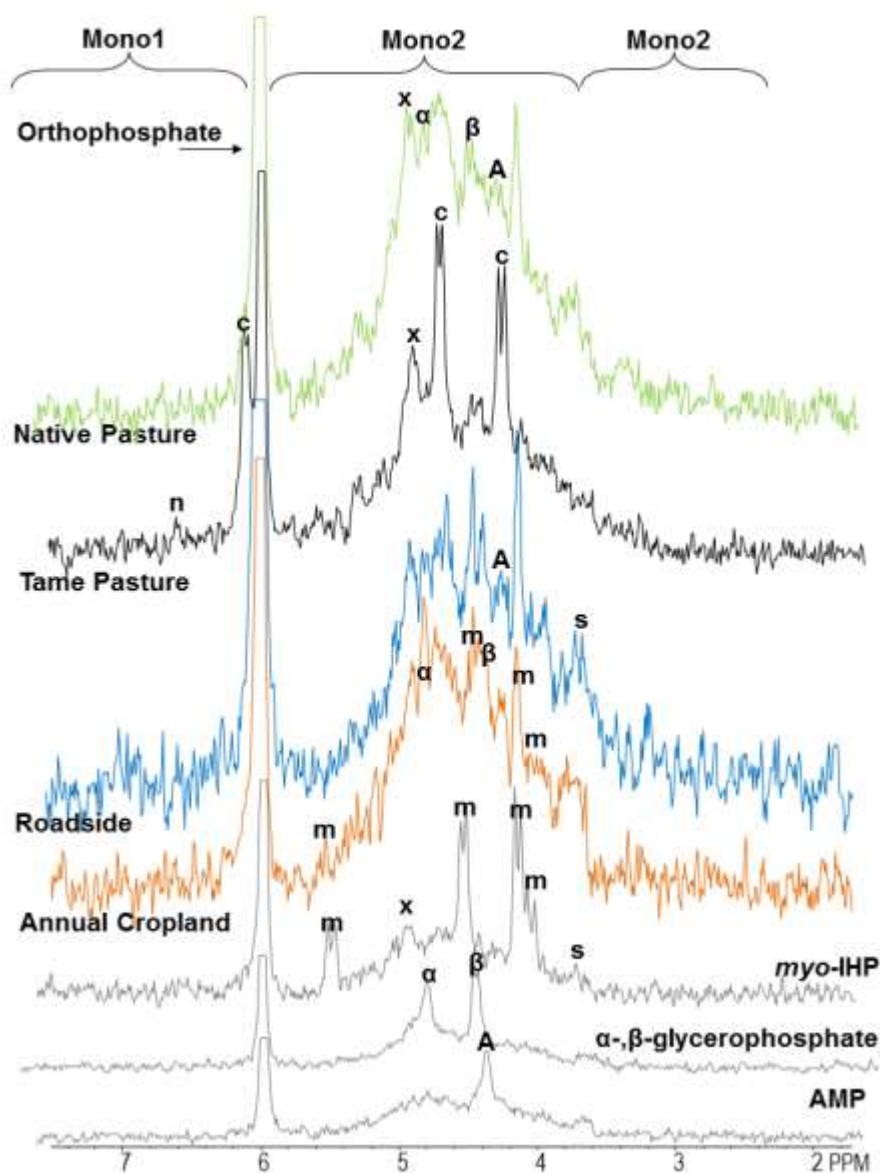 Mono1 Mono2 Mono2
Orthophosphate
x α β A
c c c
x
Native Pasture
n
Tame Pasture
A s
m β
α m
m
Roadside
m m m
Annual Cropland
m x m
myo-IHP
s
α β
α-,β-glycerophosphate
A
AMP
7 6 5 4 3 2 PPM